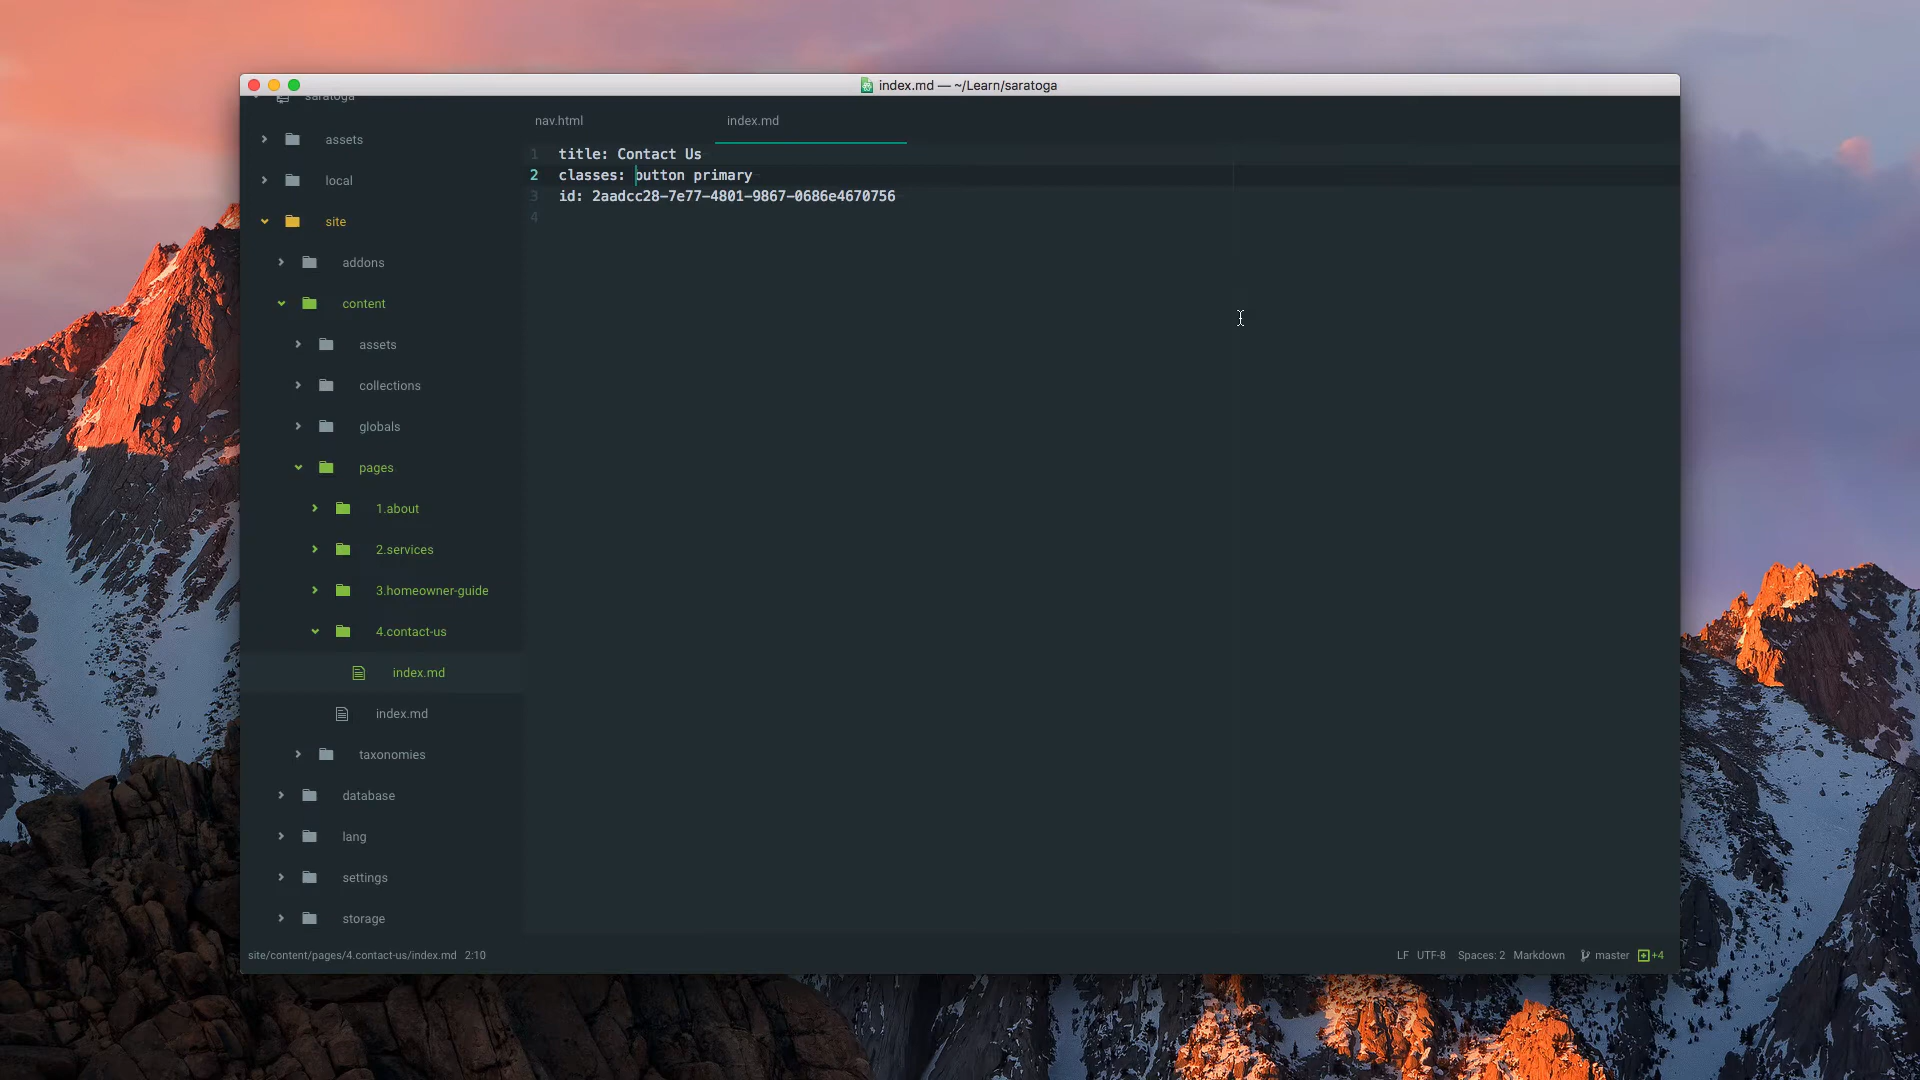 index.md — ~/Learn/saratoga
saratoga
assets
local
site
addons
content
assets
collections
globals
pages
1.about
2.services
3.homeowner-guide
4.contact-us
index.md
index.md
taxonomies
database
lang
settings
storage
nav.html
index.md
1 title: Contact Us
2 classes: button primary
3 id: 2aadcc28-7e77-4801-9867-0686e4670756
4
site/content/pages/4.contact-us/index.md 2:10
LF UTF-8 Spaces: 2 Markdown master +4